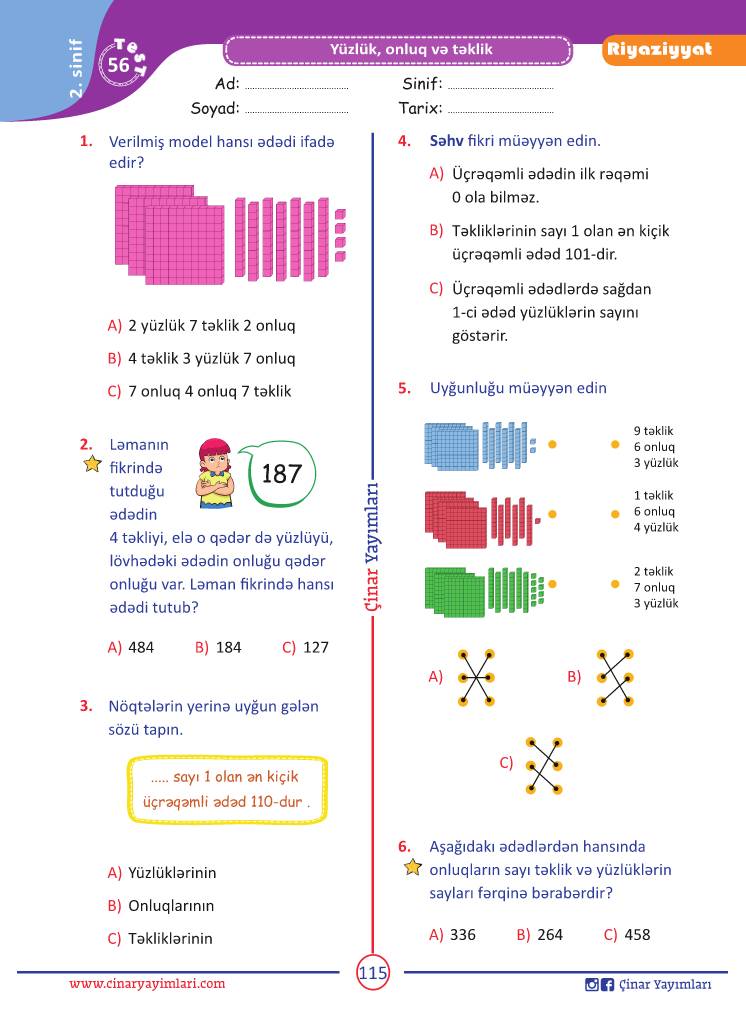 2. sinif
Test
56
Yüzlük, onluq və təklik
Riyaziyyat
Ad: ........................................
Sinif: ........................................
Soyad: ........................................
Tarix: ........................................
1. Verilmiş model hansı ədədi ifadə
edir?
A) 2 yüzlük 7 təklik 2 onluq
B) 4 təklik 3 yüzlük 7 onluq
C) 7 onluq 4 onluq 7 təklik
2. Ləmanın
fikrində
tutduğu
ədədin
187
4 təkliyi, elə o qədər də yüzlüyü,
lövhədəki ədədin onluğu qədər
onluğu var. Ləman fikrində hansı
ədədi tutub?
A) 484 B) 184 C) 127
3. Nöqtələrin yerinə uyğun gələn
sözü tapın.
..... sayı 1 olan ən kiçik
üçrəqəmli ədəd 110-dur .
A) Yüzlüklərinin
B) Onluqlarının
C) Təkliklərinin
Çinar Yayımları
4. Səhv fikri müəyyən edin.
A) Üçrəqəmli ədədin ilk rəqəmi
0 ola bilməz.
B) Təkliklərinin sayı 1 olan ən kiçik
üçrəqəmli ədəd 101-dir.
C) Üçrəqəmli ədədlərdə sağdan
1-ci ədəd yüzlüklərin sayını
göstərir.
5. Uyğunluğu müəyyən edin
9 təklik
6 onluq
3 yüzlük
1 təklik
6 onluq
4 yüzlük
2 təklik
7 onluq
3 yüzlük
A) B)
C)
6. Aşağıdakı ədədlərdən hansında
onluqların sayı təklik və yüzlüklərin
sayları fərqinə bərabərdir?
A) 336 B) 264 C) 458
www.cinaryayimlari.com
115
Çinar Yayımları